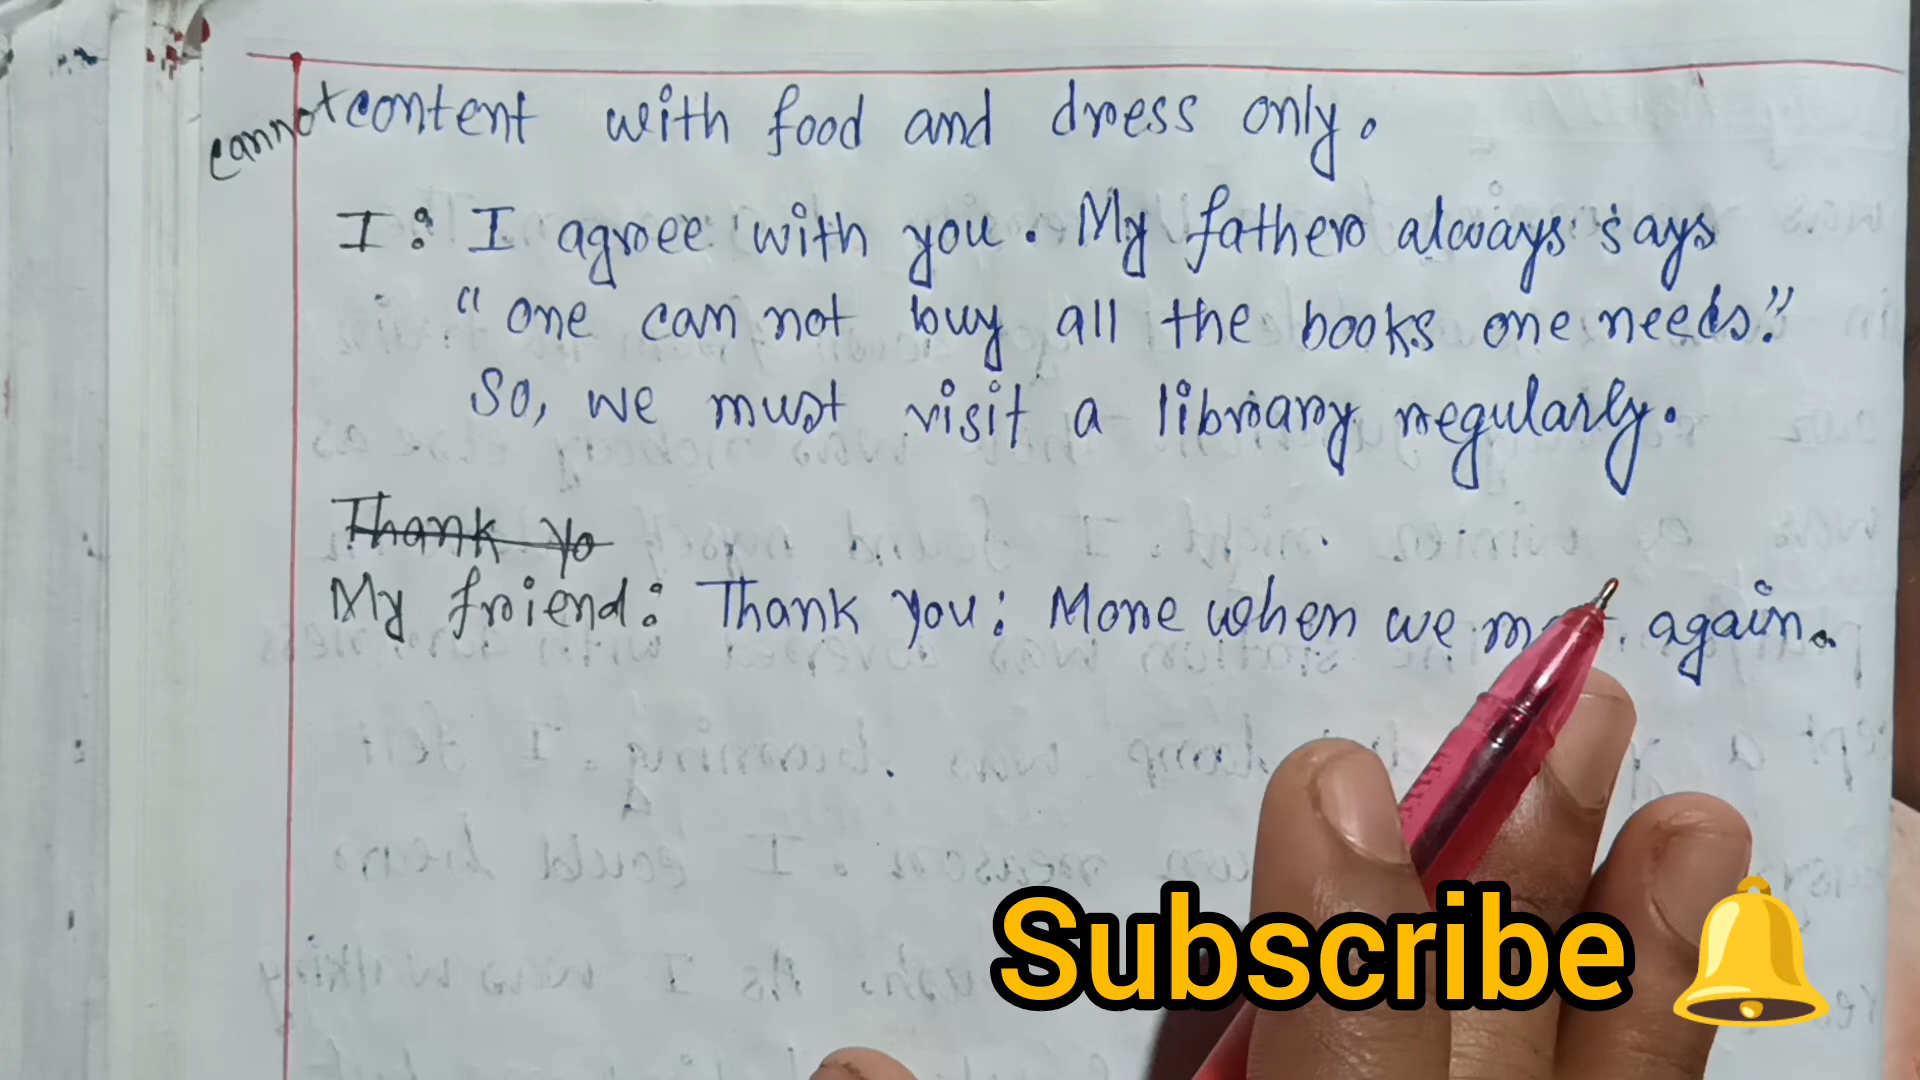 cannot content with food and dress only.
I: I agree with you. My father always says
"one can not buy all the books one needs."
So, we must visit a library regularly.
Thank Yo
My friend: Thank you: More when we again.
Subscribe